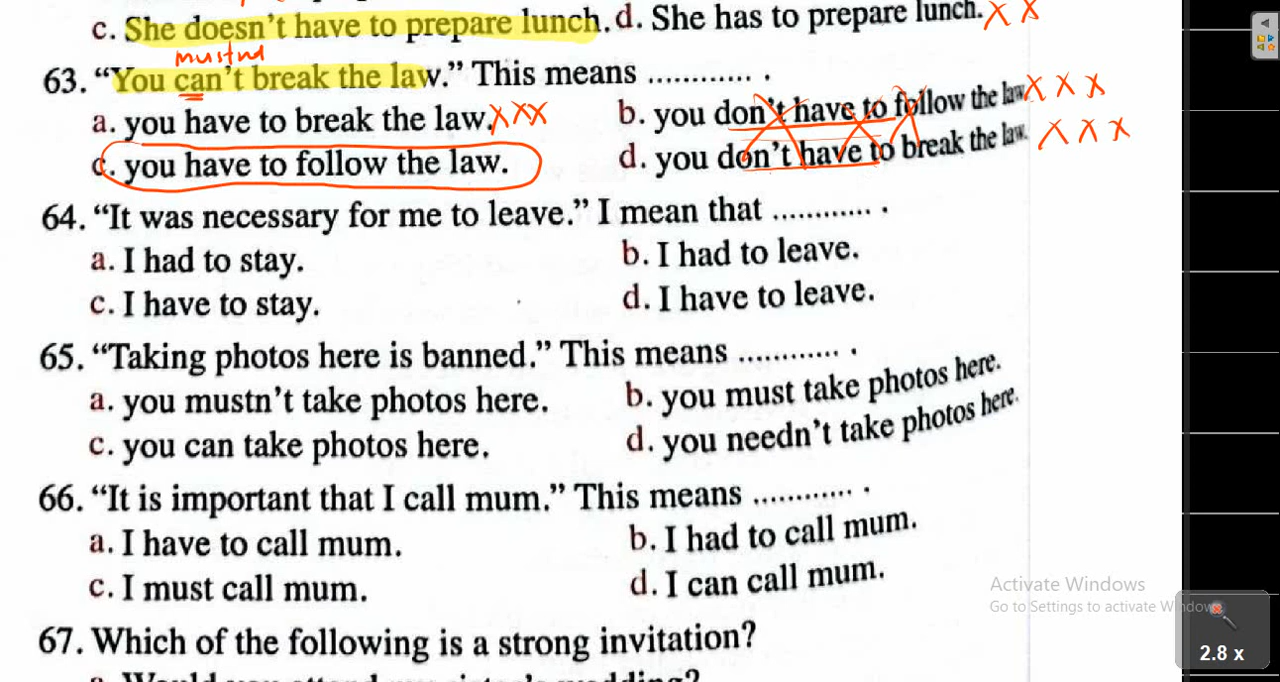 c. She doesn't have to prepare lunch. d. She has to prepare lunch. X X
mustn't
63. "You can't break the law." This means ............ .
a. you have to break the law. XXX b. you don't have to follow the law. X X X
c. you have to follow the law. d. you don't have to break the law. X X X
64. "It was necessary for me to leave." I mean that ............ .
a. I had to stay. b. I had to leave.
c. I have to stay. d. I have to leave.
65. "Taking photos here is banned." This means ............ .
a. you mustn't take photos here. b. you must take photos here.
c. you can take photos here. d. you needn't take photos here.
66. "It is important that I call mum." This means ............ .
a. I have to call mum. b. I had to call mum.
c. I must call mum. d. I can call mum.
Activate Windows
Go to Settings to activate Windows
2.8 x
67. Which of the following is a strong invitation?